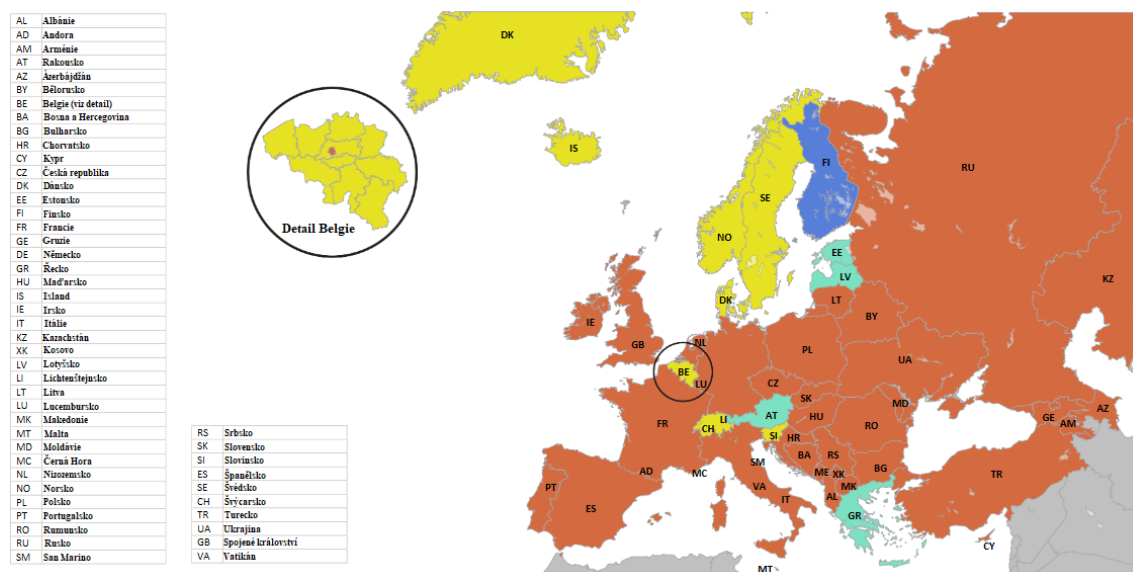 AL Albánie
AD Andora
AM Arménie
AT Rakousko
AZ Ázerbájdžán
BY Bělorusko
BE Belgie (viz detail)
BA Bosna a Hercegovina
BG Bulharsko
HR Chorvatsko
CY Kypr
CZ Česká republika
DK Dánsko
EE Estonsko
FI Finsko
FR Francie
GE Gruzie
DE Německo
GR Řecko
HU Maďarsko
IS Island
IE Irsko
IT Itálie
KZ Kazachstán
XK Kosovo
LV Lotyšsko
LI Lichtenštejnsko
LT Litva
LU Lucembursko
MK Makedonie
MT Malta
MD Moldávie
MC Černá Hora
NL Nizozemsko
NO Norsko
PL Polsko
PT Portugalsko
RO Rumunsko
RU Rusko
SM San Marino
RS Srbsko
SK Slovensko
SI Slovinsko
ES Španělsko
SE Švédsko
CH Švýcarsko
TR Turecko
UA Ukrajina
GB Spojené království
VA Vatikán
Detail Belgie
DK
IS
FI
RU
SE
NO
EE
LV
KZ
DK
LT
IE
BY
GB
NL
PL
UA
BE
LU
CZ
SK
MD
AT
HU
AZ
LI
GE
AM
FR
CH
RO
SI
HR
BA
RS
SM
ME
XK
BG
AD
MC
TR
PT
VA
MK
AL
IT
ES
GR
CY
MT